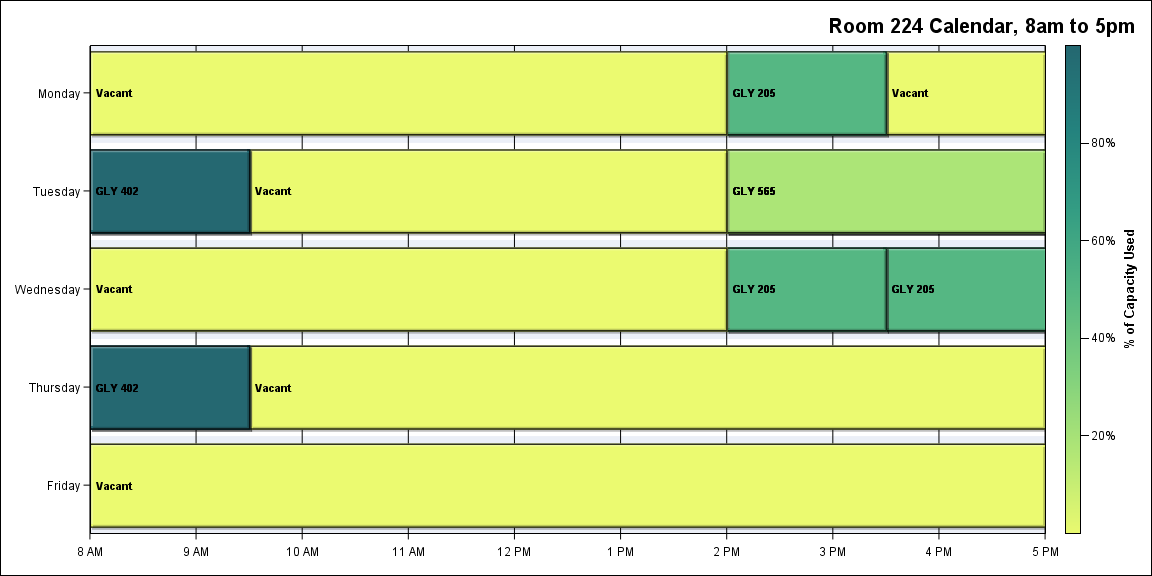 Room 224 Calendar, 8am to 5pm
Monday
Vacant
GLY 205
Vacant
Tuesday
GLY 402
Vacant
GLY 565
Wednesday
Vacant
GLY 205
GLY 205
Thursday
GLY 402
Vacant
Friday
Vacant
8 AM
9 AM
10 AM
11 AM
12 PM
1 PM
2 PM
3 PM
4 PM
5 PM
80%
60%
40%
20%
% of Capacity Used